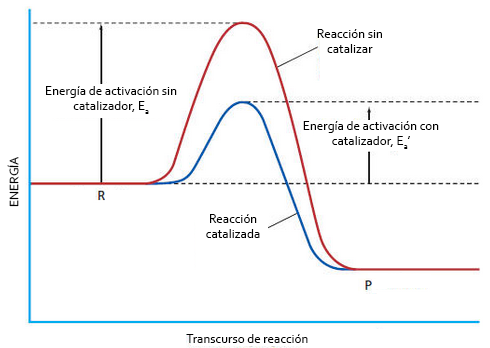 Reacción sin
catalizar
Energía de activación sin
catalizador, Ea
Energía de activación con
catalizador, Ea'
ENERGÍA
R
Reacción
catalizada
P
Transcurso de reacción